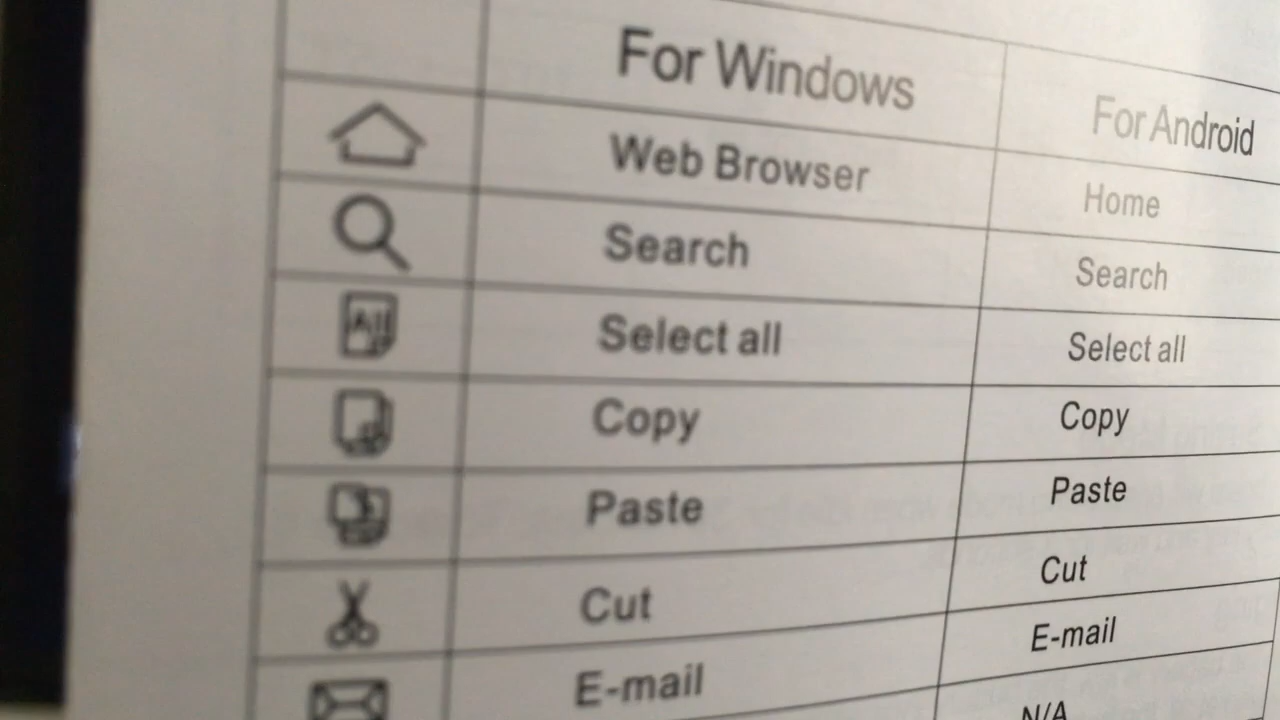 For Windows For Android
Web Browser Home
Search Search
All Select all Select all
Copy Copy
Paste Paste
Cut Cut
E-mail E-mail
N/A